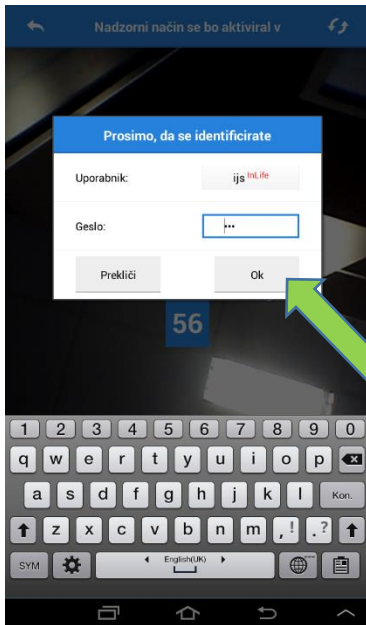 Nadzorni način se bo aktiviral v
Prosimo, da se identificirate
Uporabnik: ijs InLife
Geslo: •••
Prekliči Ok
56
1 2 3 4 5 6 7 8 9 0
q w e r t y u i o p
a s d f g h j k l Kon.
z x c v b n m , ! . ?
SYM English(UK)